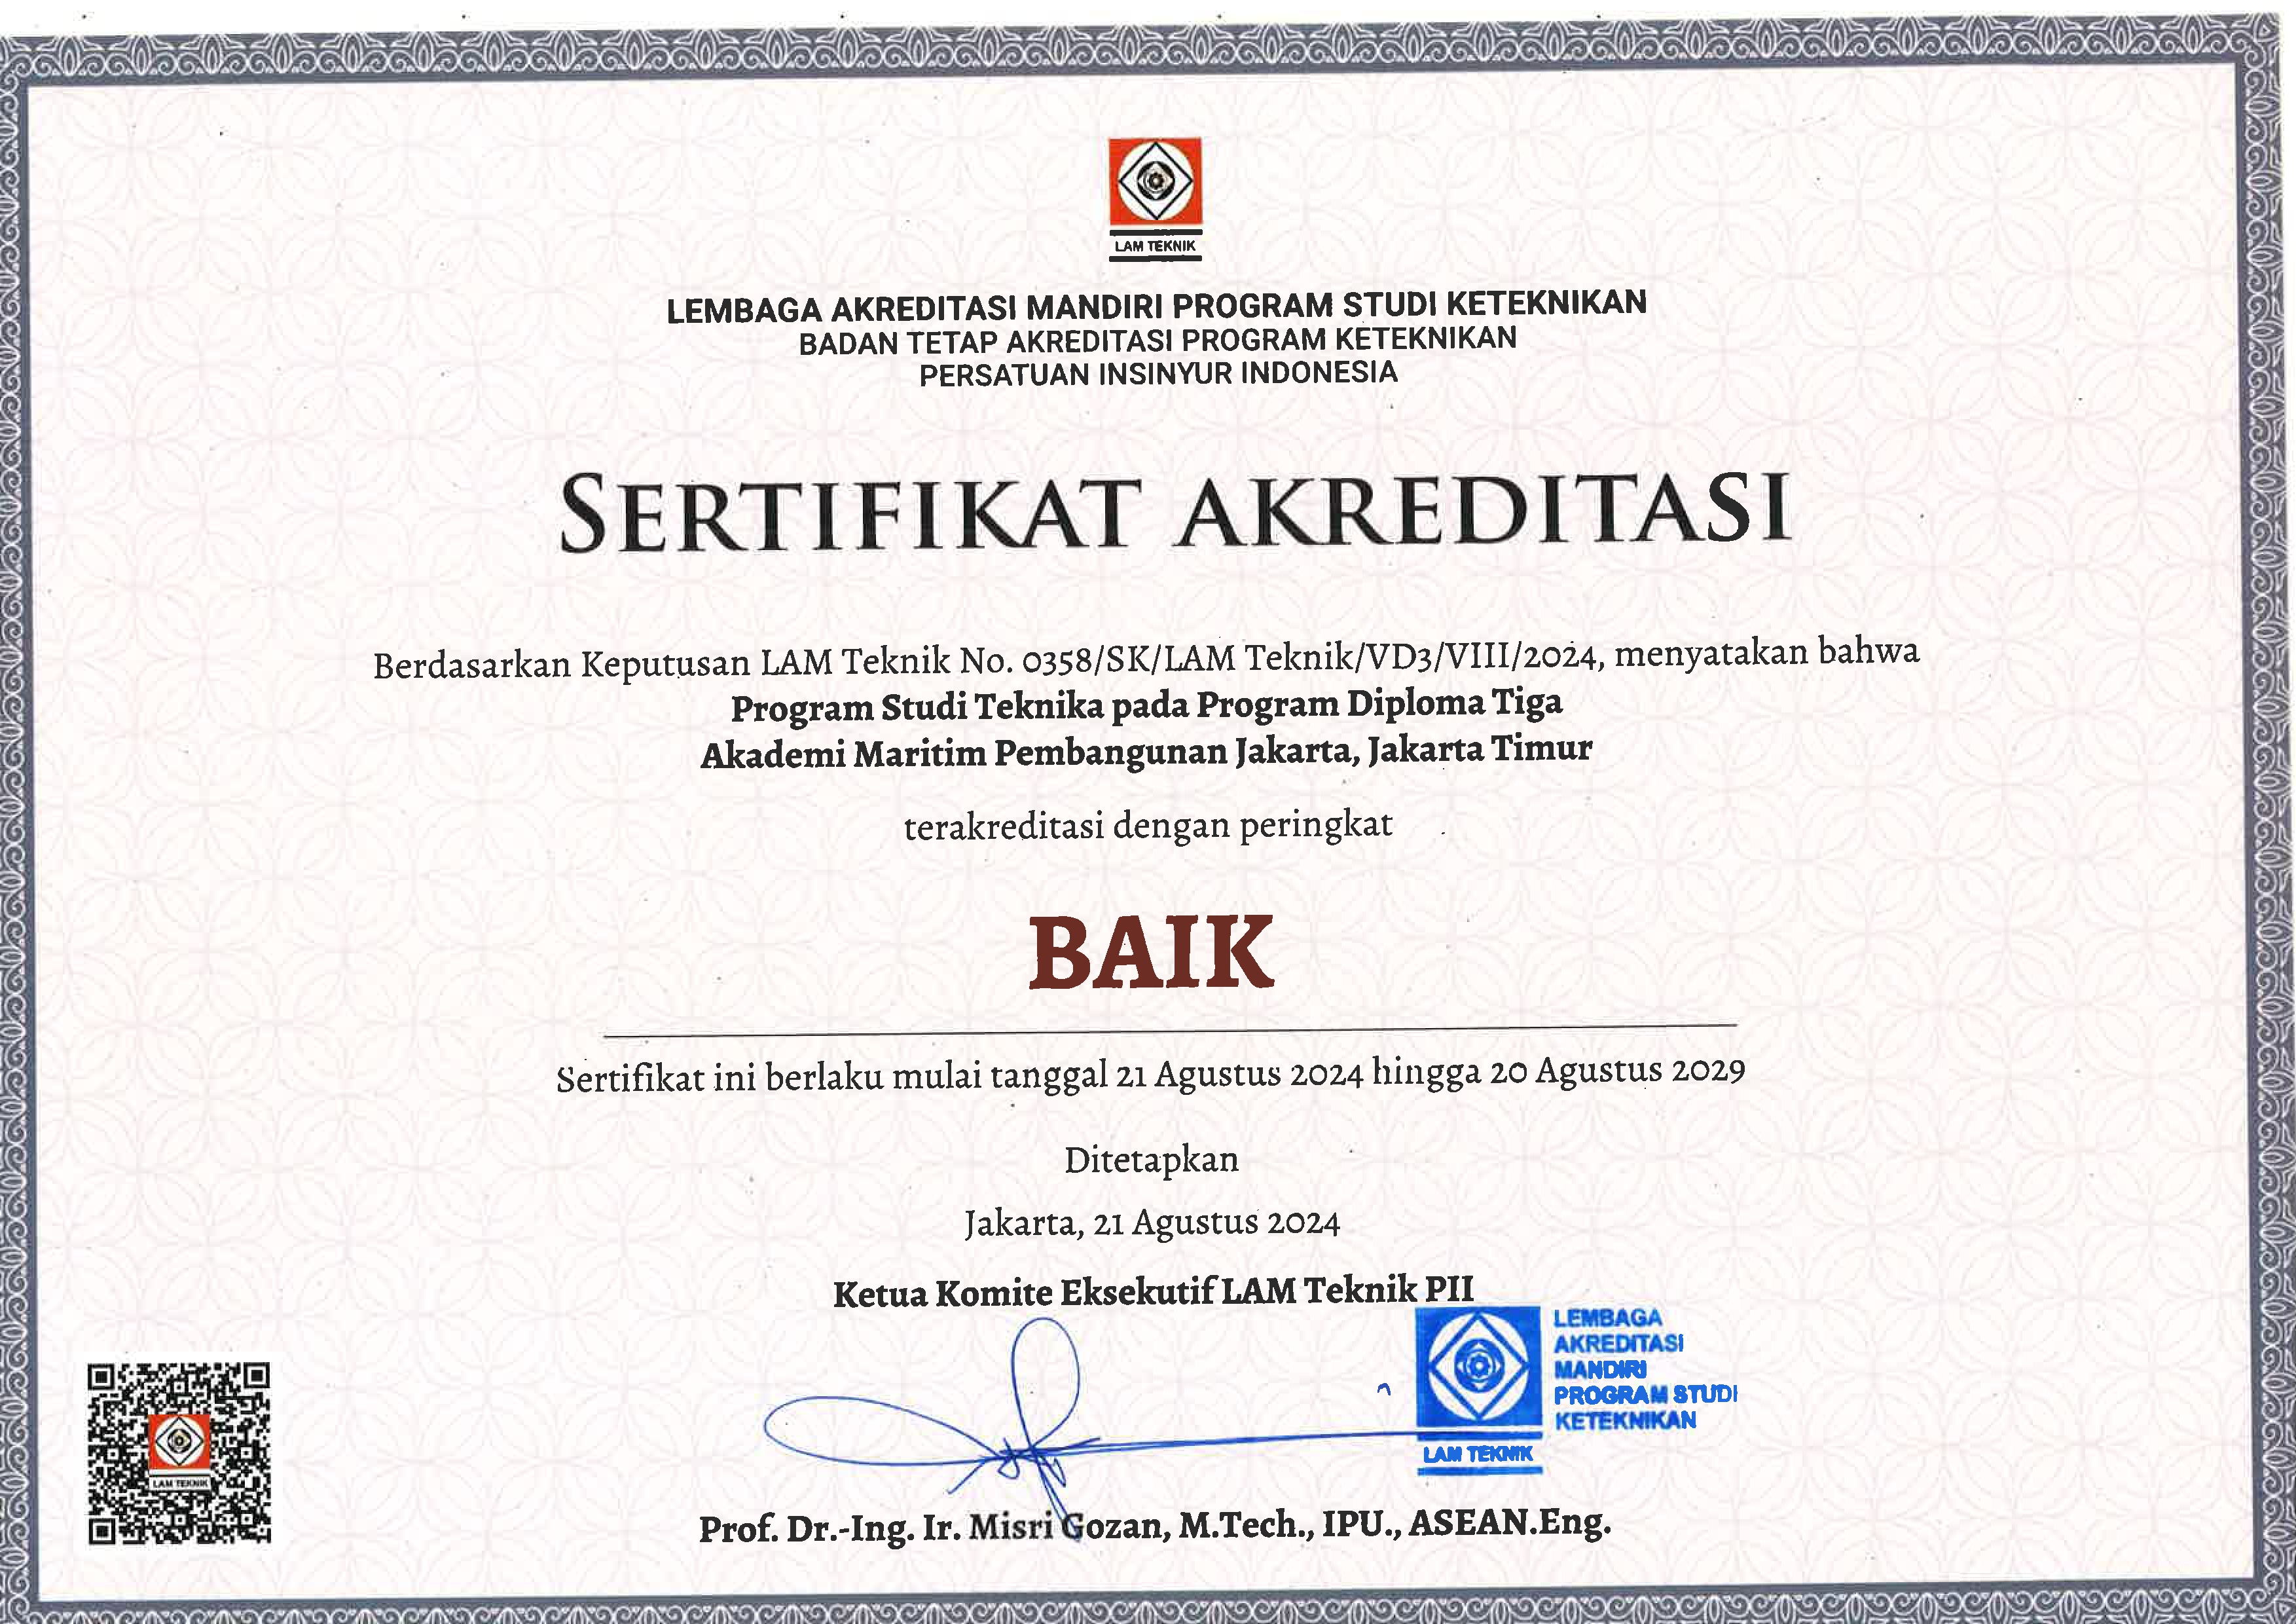 LAM TEKNIK
LEMBAGA AKREDITASI MANDIRI PROGRAM STUDI KETEKNIKAN
BADAN TETAP AKREDITASI PROGRAM KETEKNIKAN
PERSATUAN INSINYUR INDONESIA
SERTIFIKAT AKREDITASI
Berdasarkan Keputusan LAM Teknik No. 0358/SK/LAM Teknik/VD3/VIII/2024, menyatakan bahwa
Program Studi Teknika pada Program Diploma Tiga
Akademi Maritim Pembangunan Jakarta, Jakarta Timur
terakreditasi dengan peringkat
BAIK
Sertifikat ini berlaku mulai tanggal 21 Agustus 2024 hingga 20 Agustus 2029
Ditetapkan
Jakarta, 21 Agustus 2024
Ketua Komite Eksekutif LAM Teknik PII
LEMBAGA
AKREDITASI
MANDIRI
PROGRAM STUDI
KETEKNIKAN
LAM TEKNIK
LAM TEKNIK
Prof. Dr.-Ing. Ir. Misri Gozan, M.Tech., IPU., ASEAN.Eng.